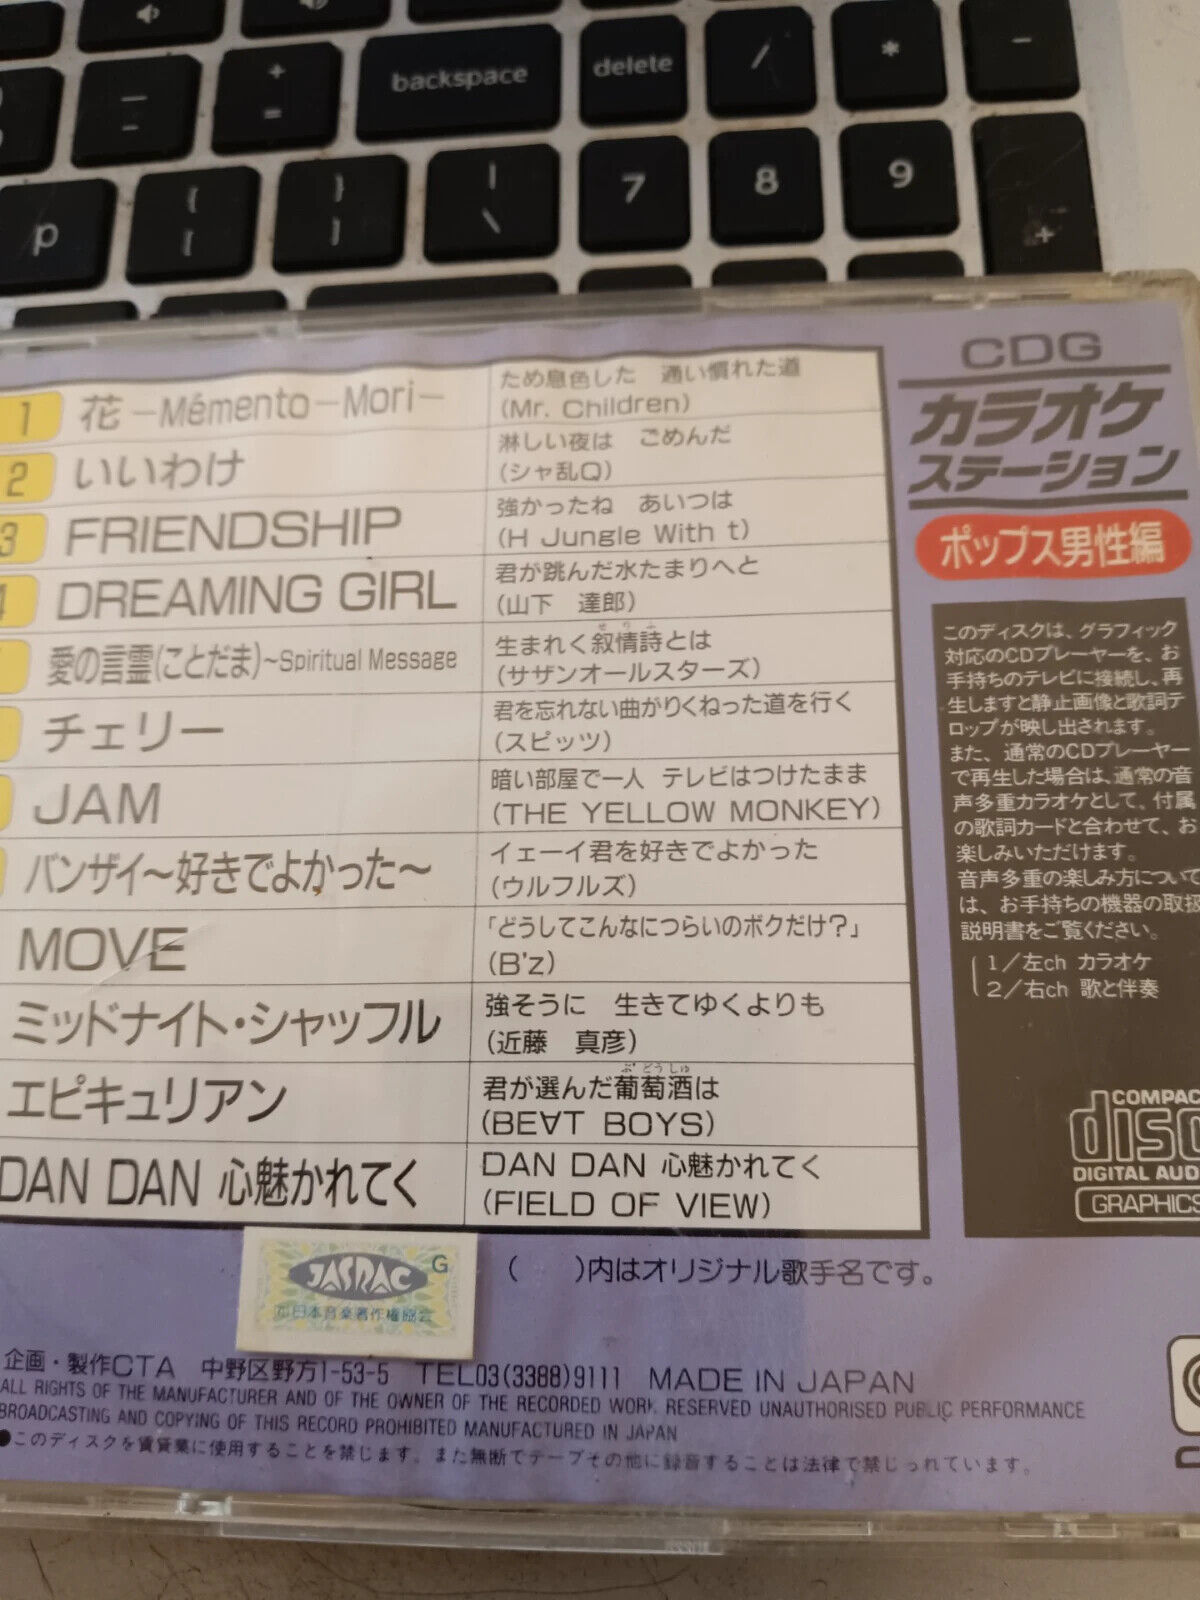 backspace
delete
/
*
-
+
=
7
8
9
p
{
[
}
]
|
\
+
CDG
カラオケ
ステーション
ポップス男性編
1 花－Mémento－Mori－
ため息色した　通い慣れた道
(Mr. Children)
2 いいわけ
淋しい夜は　ごめんだ
(シャ乱Q)
3 FRIENDSHIP
強かったね　あいつは
(H Jungle With t)
4 DREAMING GIRL
君が跳んだ水たまりへと
(山下　達郎)
愛の言霊(ことだま)～Spiritual Message
せりふ
生まれく叙情詩とは
(サザンオールスターズ)
チェリー
君を忘れない曲がりくねった道を行く
(スピッツ)
JAM
暗い部屋で一人　テレビはつけたまま
(THE YELLOW MONKEY)
バンザイ～好きでよかった～
イェーイ君を好きでよかった
(ウルフルズ)
MOVE
「どうしてこんなにつらいのボクだけ？」
(B'z)
ミッドナイト・シャッフル
強そうに　生きてゆくよりも
(近藤　真彦)
エピキュリアン
ぶどうしゅ
君が選んだ葡萄酒は
(BE∀T BOYS)
DAN DAN 心魅かれてく
DAN DAN 心魅かれてく
(FIELD OF VIEW)
このディスクは、グラフィック
対応のCDプレーヤーを、お
手持ちのテレビに接続し、再
生しますと静止画像と歌詞テ
ロップが映し出されます。
また、通常のCDプレーヤー
で再生した場合は、通常の音
声多重カラオケとして、付属
の歌詞カードと合わせて、お
楽しみいただけます。
音声多重の楽しみ方について
は、お手持ちの機器の取扱
説明書をご覧ください。
1／左ch カラオケ
2／右ch 歌と伴奏
COMPAC
disc
DIGITAL AUD
GRAPHICS
JASRAC G
日本音楽著作権協会
(　　)内はオリジナル歌手名です。
企画・製作CTA　中野区野方1-53-5　TEL03(3388)9111　MADE IN JAPAN
ALL RIGHTS OF THE MANUFACTURER AND OF THE OWNER OF THE RECORDED WORK RESERVED UNAUTHORISED PUBLIC PERFORMANCE
BROADCASTING AND COPYING OF THIS RECORD PROHIBITED MANUFACTURED IN JAPAN
●このディスクを賃貸業に使用することを禁じます。また無断でテープその他に録音することは法律で禁じられています。